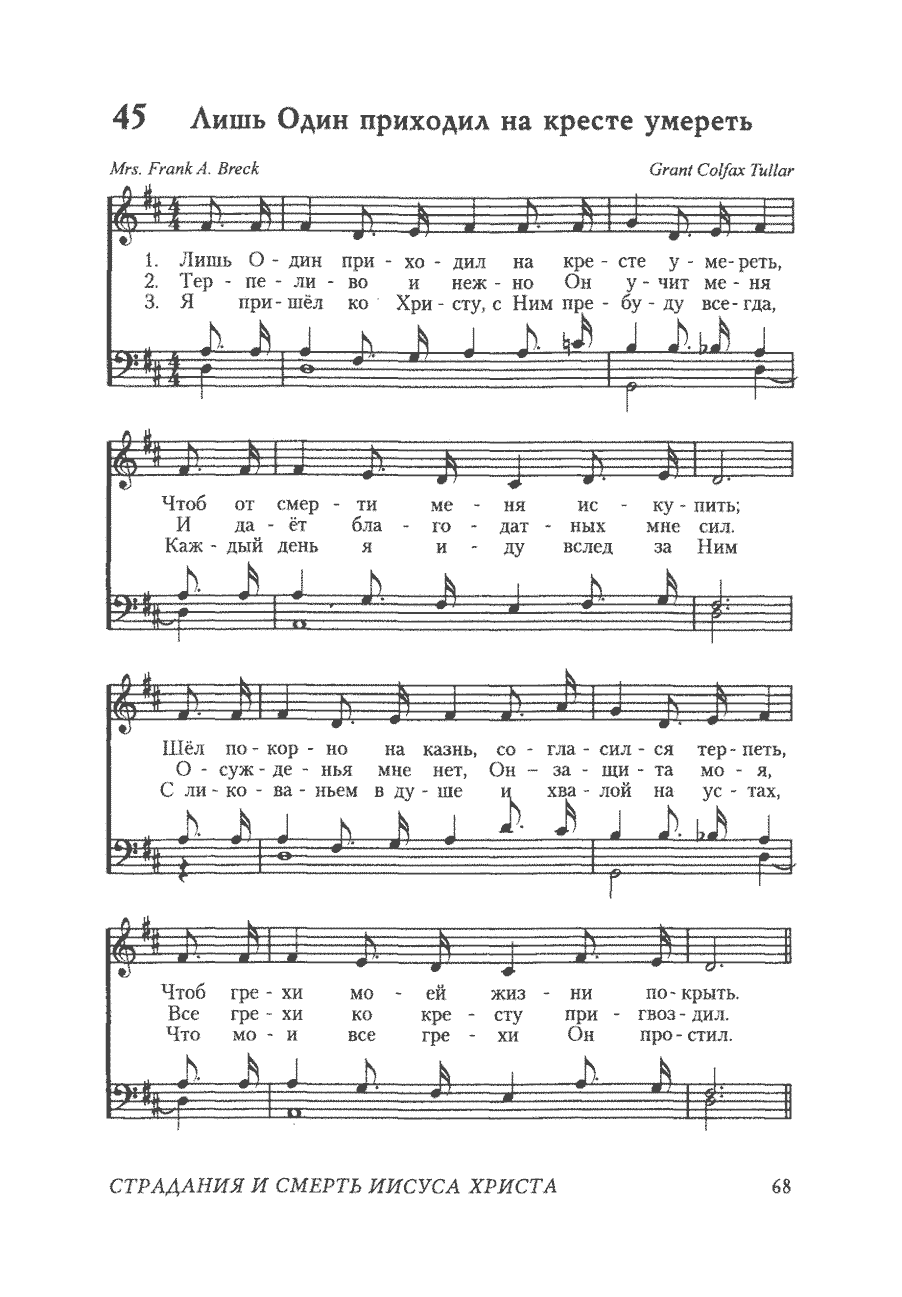 45 Лишь Один приходил на кресте умереть
Mrs. Frank A. Breck Grant Colfax Tullar
1. Лишь О - дин при - хо - дил на кре - сте у - ме- реть,
2. Тер - пе - ли - во и неж - но Он у - чит ме - ня
3. Я при - шёл ко Хри - сту, с Ним пре - бу - ду все- гда,
Чтоб от смер - ти ме - ня ис - ку - пить;
И да - ёт бла - го - дат - ных мне сил.
Каж - дый день я и - ду вслед за Ним
Шёл по - кор - но на казнь, со - гла - сил - ся тер- петь,
О - суж - де - нья мне нет, Он – за - щи - та мо - я,
С ли - ко - ва - ньем в ду - ше и хва - лой на ус - тах,
Чтоб гре - хи мо - ей жиз - ни по- крыть.
Все гре - хи ко кре - сту при - гвоз - дил.
Что мо - и все гре - хи Он про - стил.
СТРАДАНИЯ И СМЕРТЬ ИИСУСА ХРИСТА 68